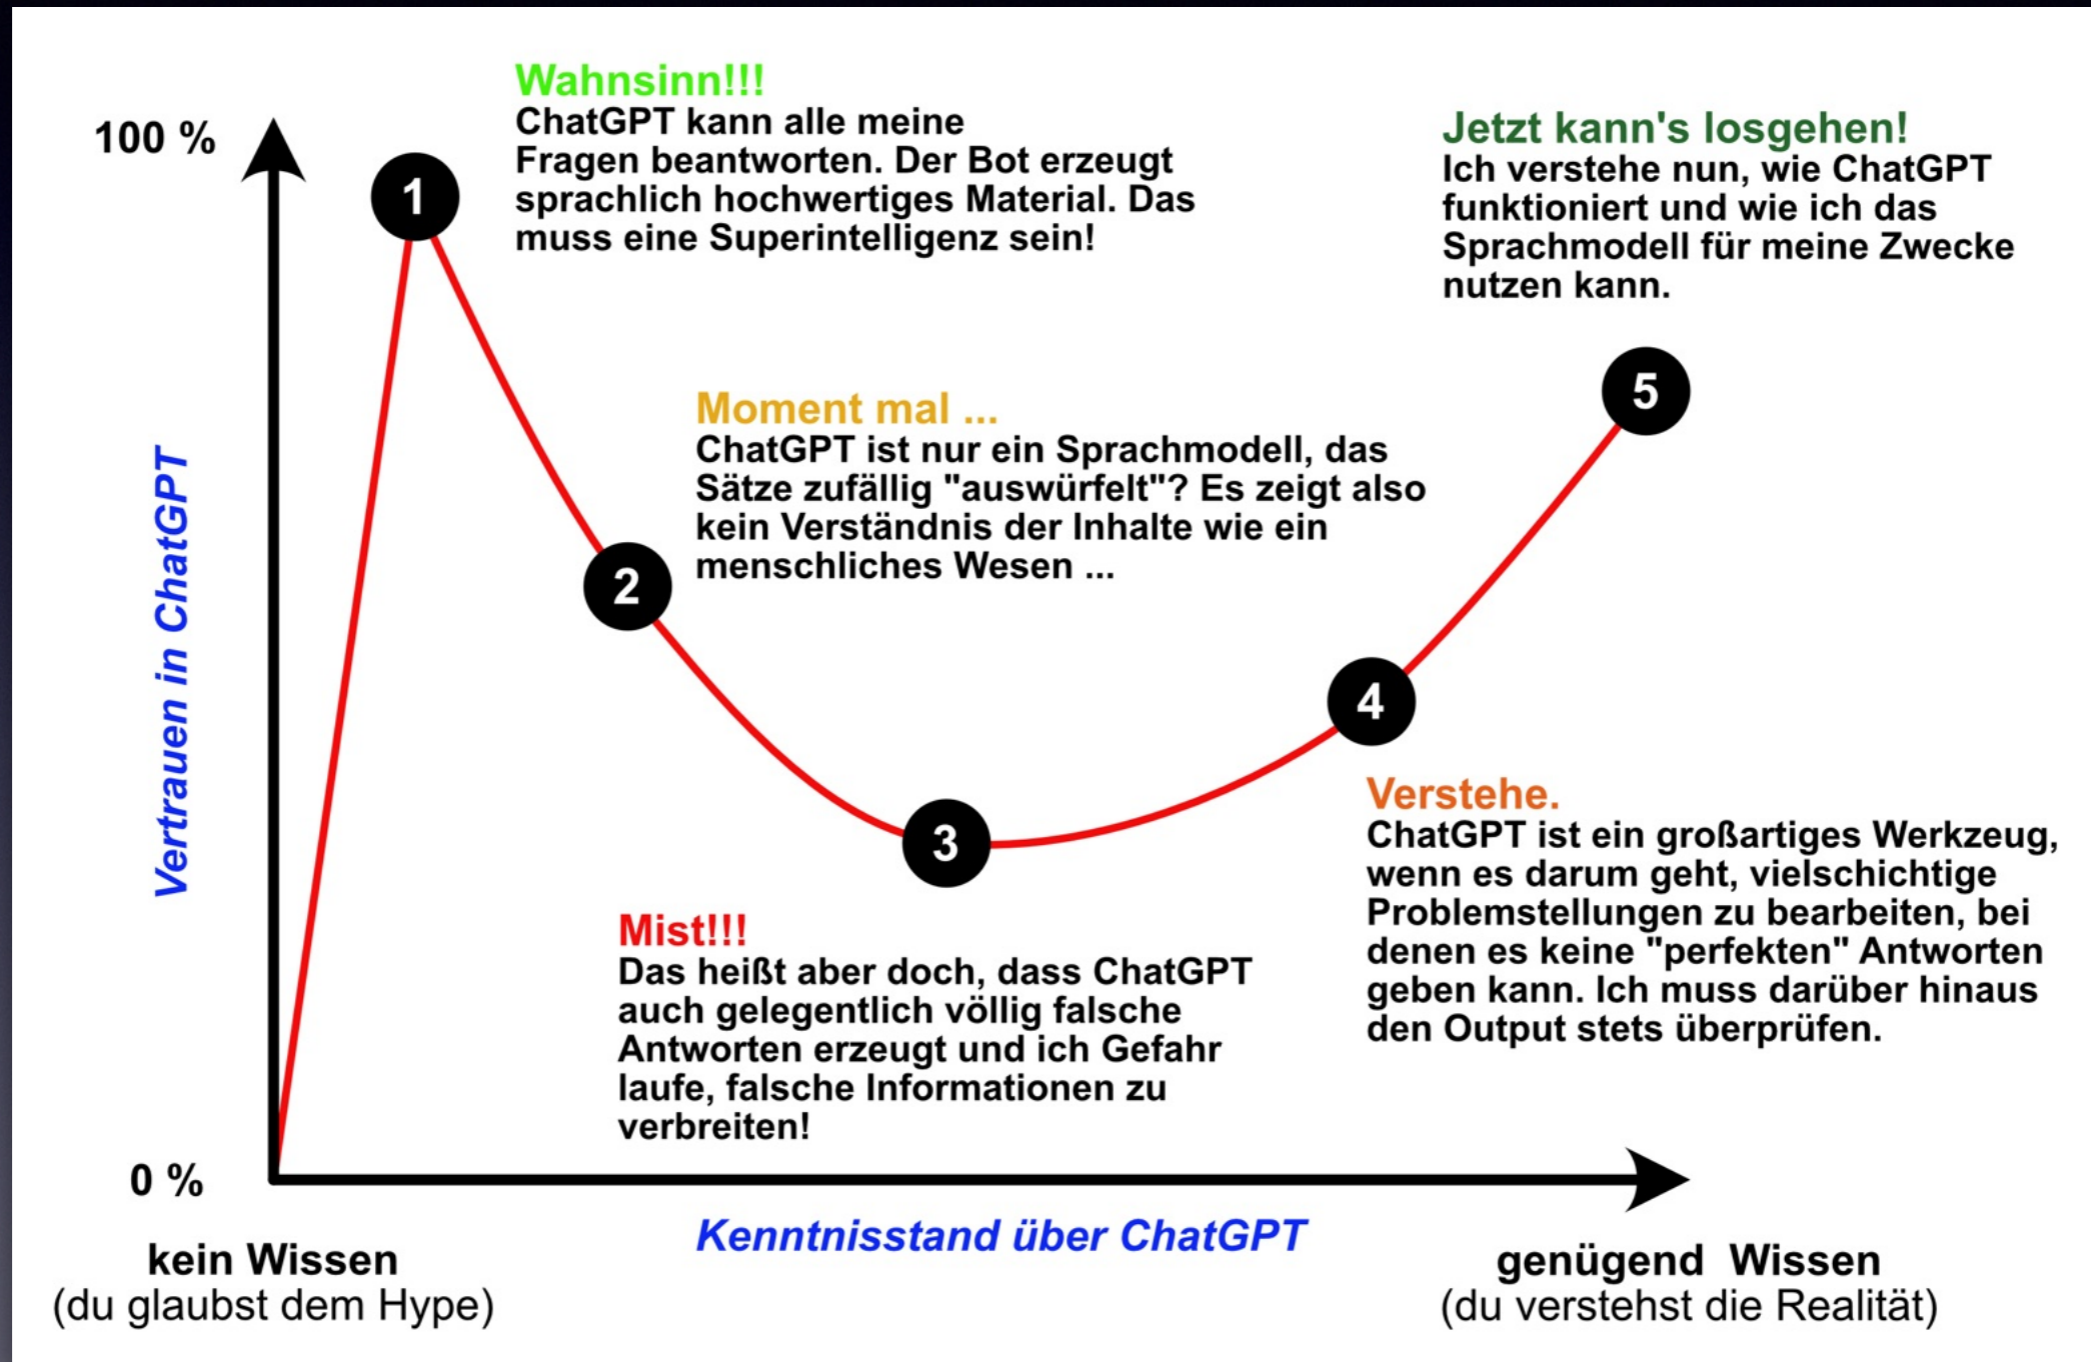 100 %
Vertrauen in ChatGPT
0 %
1
Wahnsinn!!!
ChatGPT kann alle meine
Fragen beantworten. Der Bot erzeugt
sprachlich hochwertiges Material. Das
muss eine Superintelligenz sein!
2
Moment mal ...
ChatGPT ist nur ein Sprachmodell, das
Sätze zufällig "auswürfelt"? Es zeigt also
kein Verständnis der Inhalte wie ein
menschliches Wesen ...
3
Mist!!!
Das heißt aber doch, dass ChatGPT
auch gelegentlich völlig falsche
Antworten erzeugt und ich Gefahr
laufe, falsche Informationen zu
verbreiten!
4
Verstehe.
ChatGPT ist ein großartiges Werkzeug,
wenn es darum geht, vielschichtige
Problemstellungen zu bearbeiten, bei
denen es keine "perfekten" Antworten
geben kann. Ich muss darüber hinaus
den Output stets überprüfen.
Jetzt kann's losgehen!
Ich verstehe nun, wie ChatGPT
funktioniert und wie ich das
Sprachmodell für meine Zwecke
nutzen kann.
5
Kenntnisstand über ChatGPT
kein Wissen
(du glaubst dem Hype)
genügend Wissen
(du verstehst die Realität)